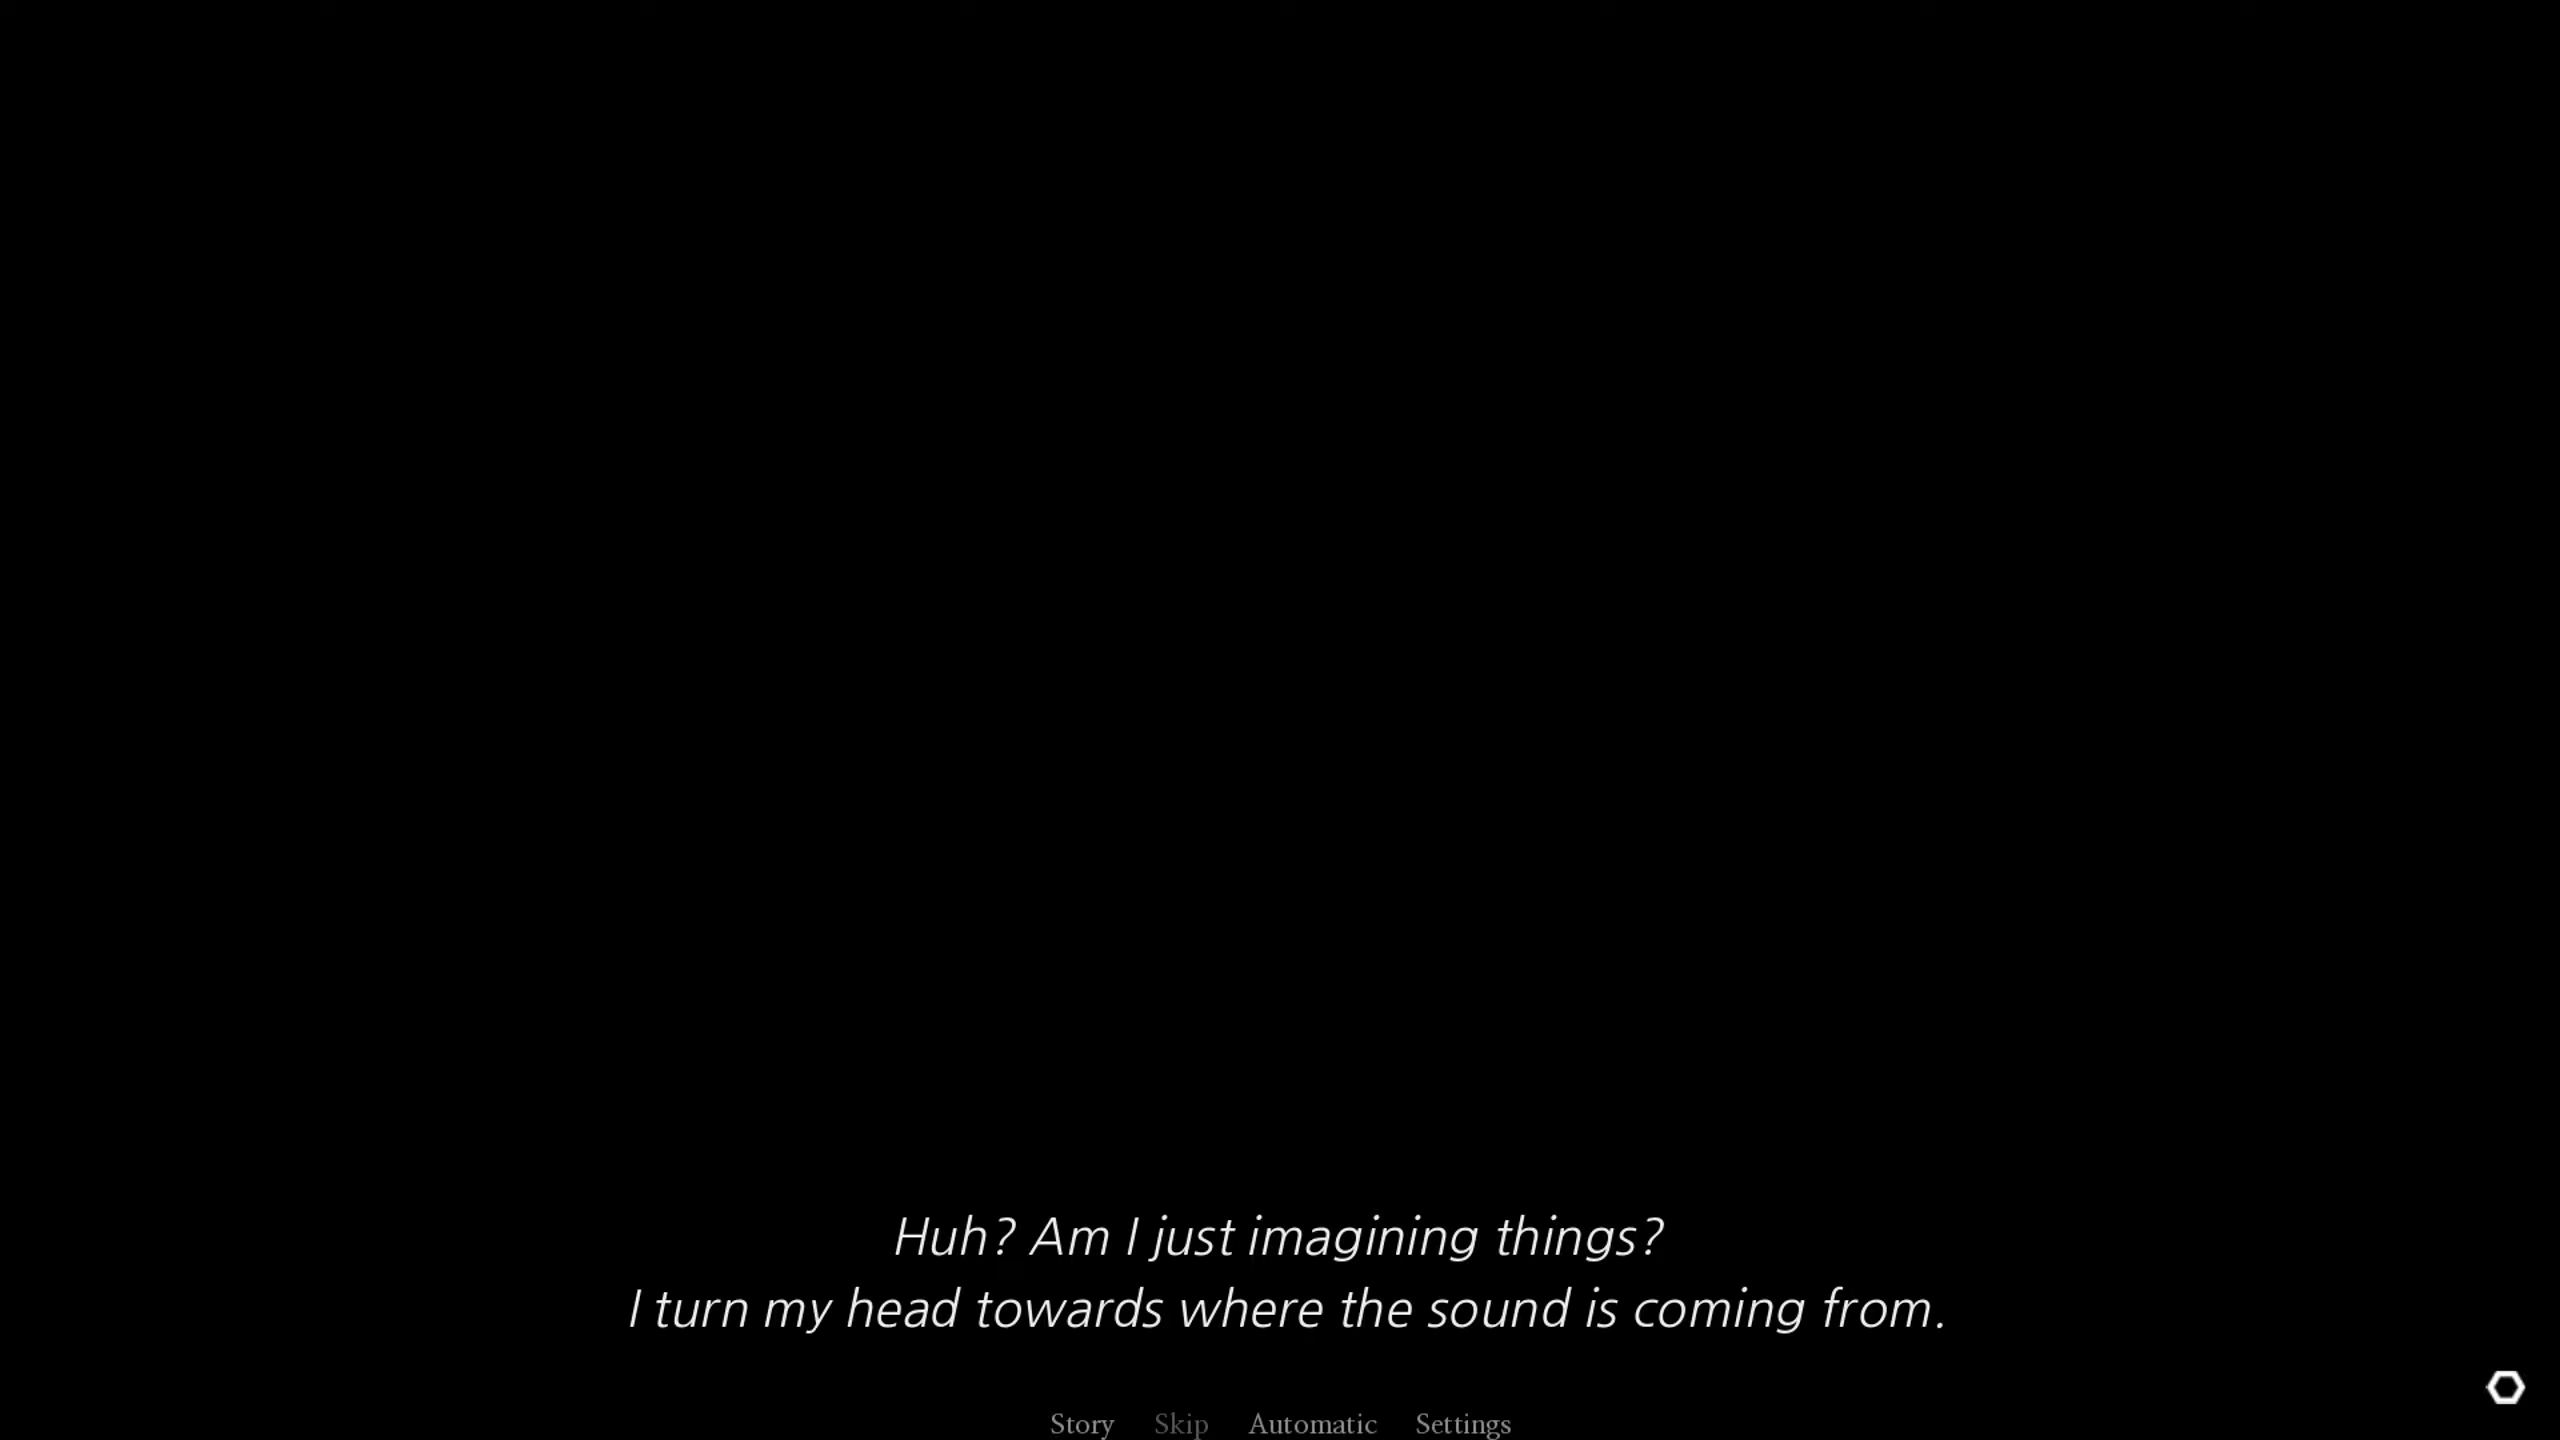 Huh? Am I just imagining things?
I turn my head towards where the sound is coming from.
Story Skip Automatic Settings